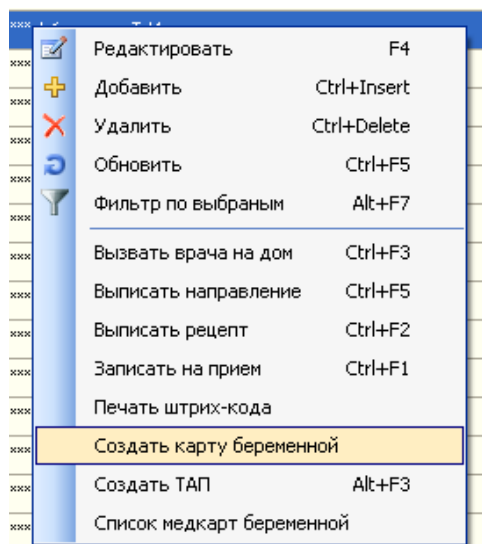 Редактировать F4
Добавить Ctrl+Insert
Удалить Ctrl+Delete
Обновить Ctrl+F5
Фильтр по выбраным Alt+F7
Вызвать врача на дом Ctrl+F3
Выписать направление Ctrl+F5
Выписать рецепт Ctrl+F2
Записать на прием Ctrl+F1
Печать штрих-кода
Создать карту беременной
Создать ТАП Alt+F3
Список медкарт беременной